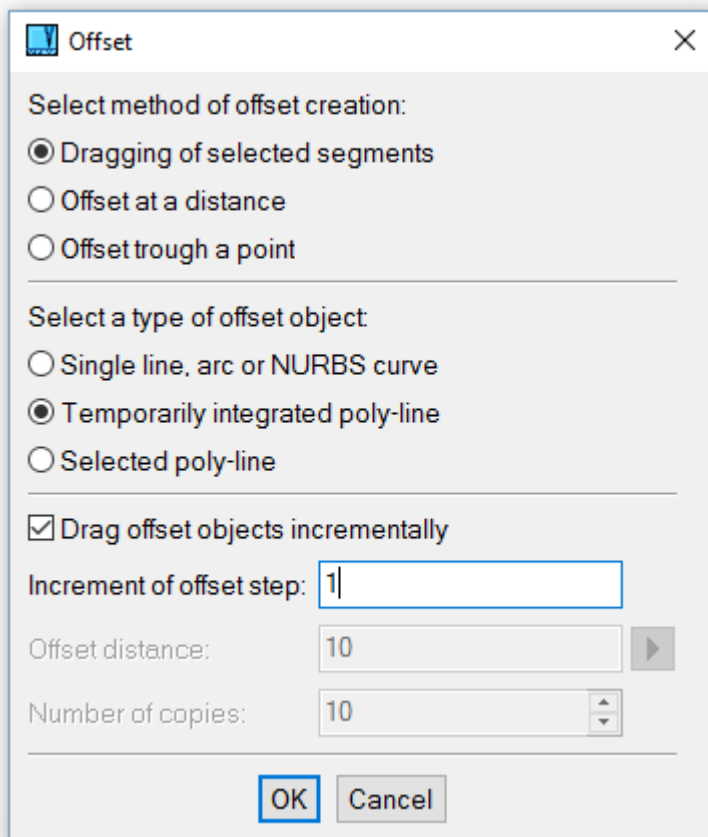 Offset
Select method of offset creation:
Dragging of selected segments
Offset at a distance
Offset trough a point
Select a type of offset object:
Single line, arc or NURBS curve
Temporarily integrated poly-line
Selected poly-line
Drag offset objects incrementally
Increment of offset step: 1
Offset distance: 10
Number of copies: 10
OK Cancel